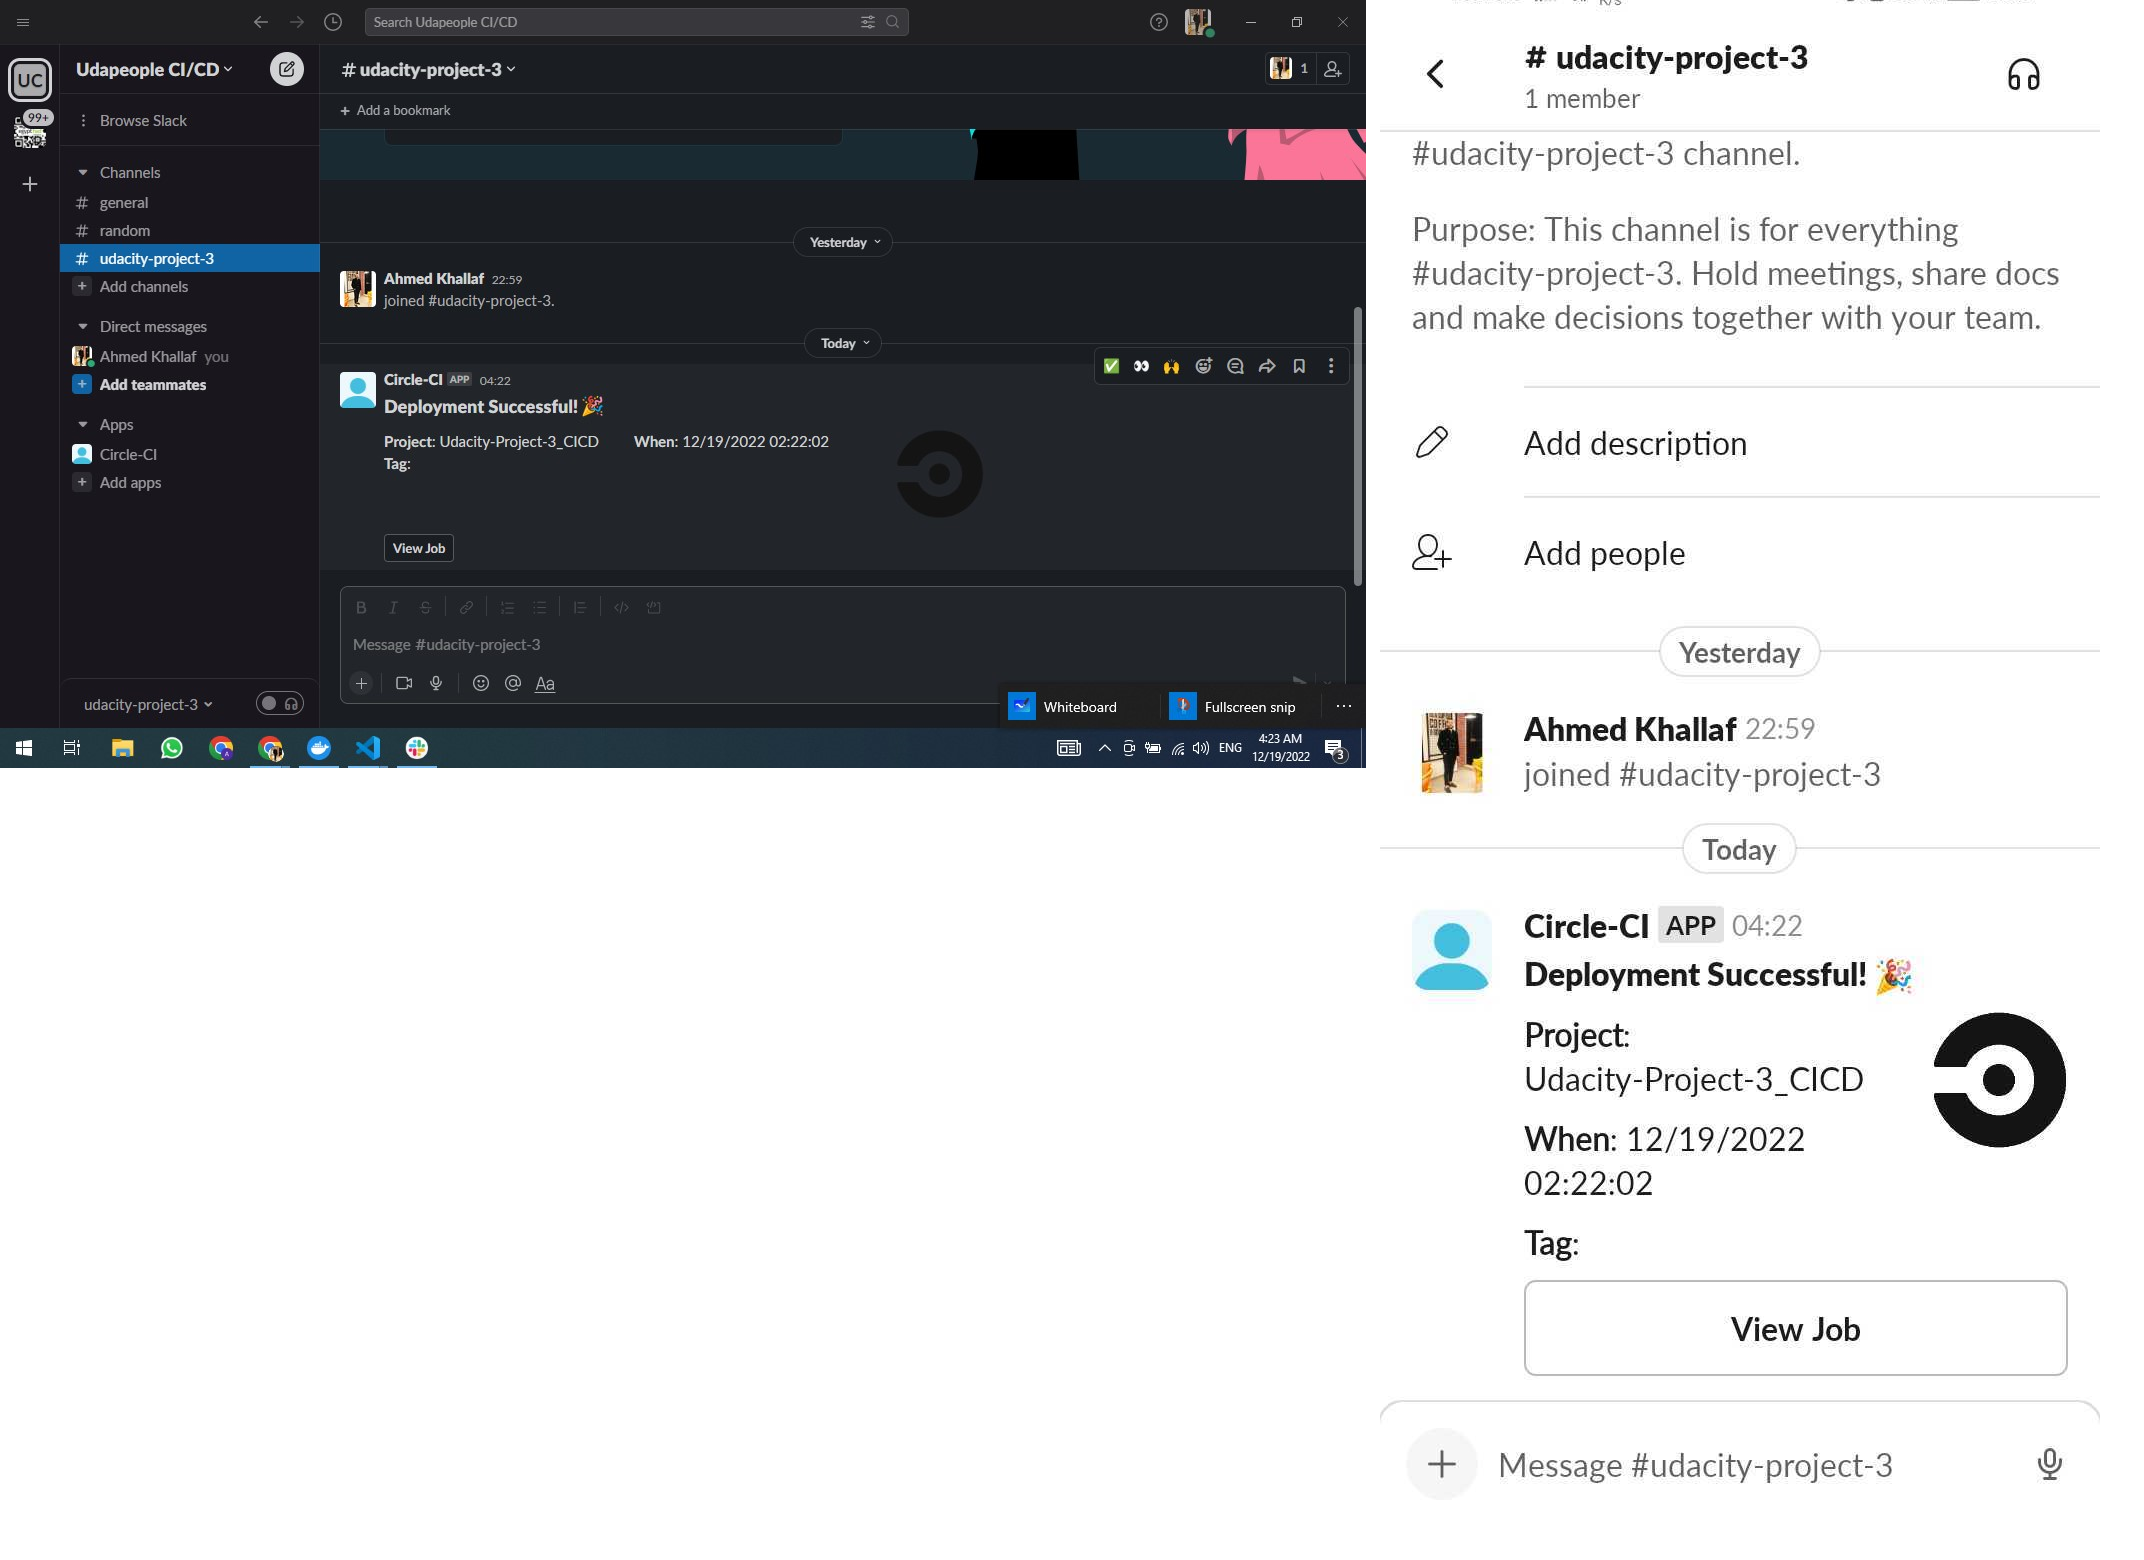 Search Udapeople CI/CD
UC
Udapeople CI/CD
# udacity-project-3
1
99+
Browse Slack
+ Add a bookmark
Channels
# general
# random
# udacity-project-3
+ Add channels
Direct messages
Ahmed Khallaf you
+ Add teammates
Apps
Circle-CI
+ Add apps
udacity-project-3
Yesterday
Ahmed Khallaf 22:59
joined #udacity-project-3.
Today
Circle-CI APP 04:22
Deployment Successful! 🎉
Project: Udacity-Project-3_CICD When: 12/19/2022 02:22:02
Tag:
View Job
B I S
Message #udacity-project-3
+ @ Aa
Whiteboard
Fullscreen snip
ENG
4:23 AM
12/19/2022
3
# udacity-project-3
1 member
#udacity-project-3 channel.
Purpose: This channel is for everything
#udacity-project-3. Hold meetings, share docs
and make decisions together with your team.
Add description
Add people
Yesterday
Ahmed Khallaf 22:59
joined #udacity-project-3
Today
Circle-CI APP 04:22
Deployment Successful! 🎉
Project:
Udacity-Project-3_CICD
When: 12/19/2022
02:22:02
Tag:
View Job
+ Message #udacity-project-3